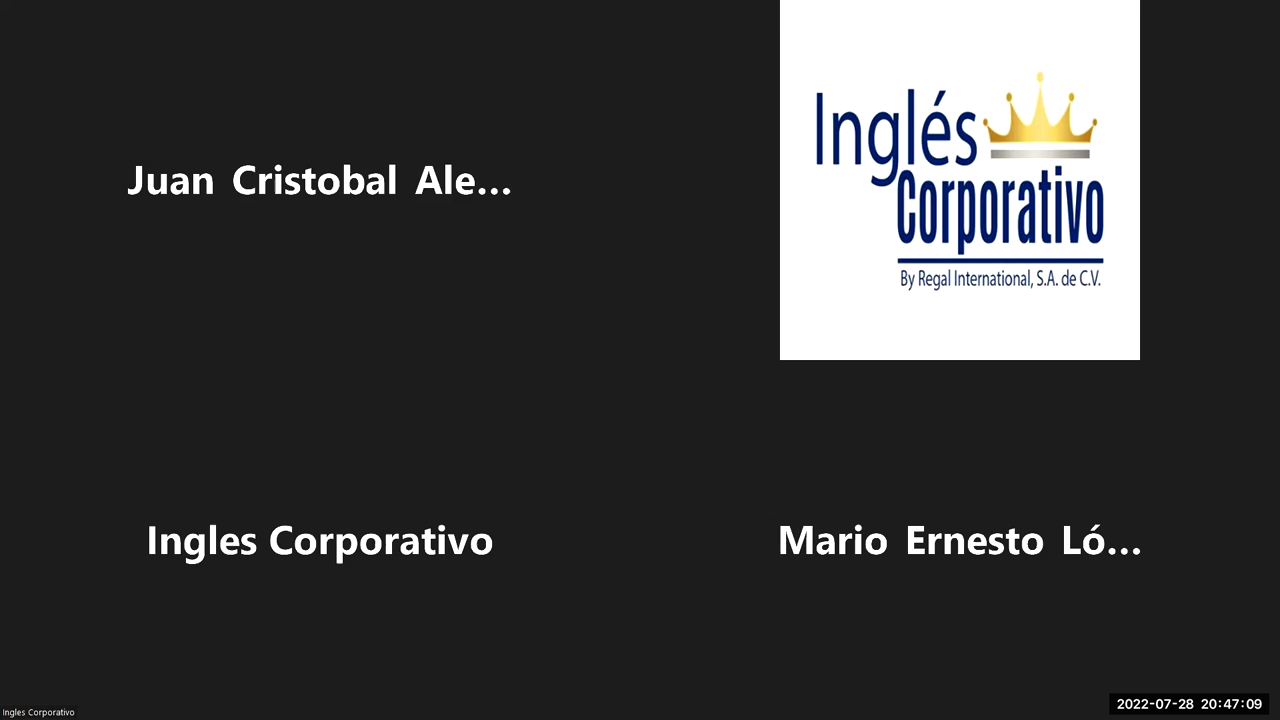 Juan Cristobal Ale...
Inglés
Corporativo
By Regal International, S.A. de C.V.
Ingles Corporativo
Mario Ernesto Ló...
Ingles Corporativo
2022-07-28 20:47:09